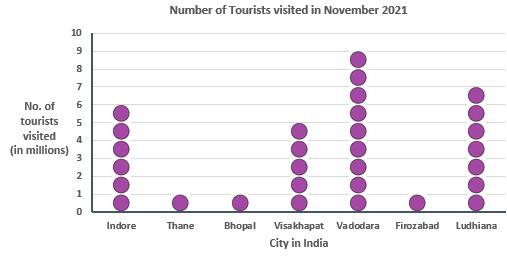 Number of Tourists visited in November 2021
10
9
8
7
6
5
4
3
2
1
0
No. of
tourists
visited
(in millions)
Indore Thane Bhopal Visakhapat Vadodara Firozabad Ludhiana
City in India